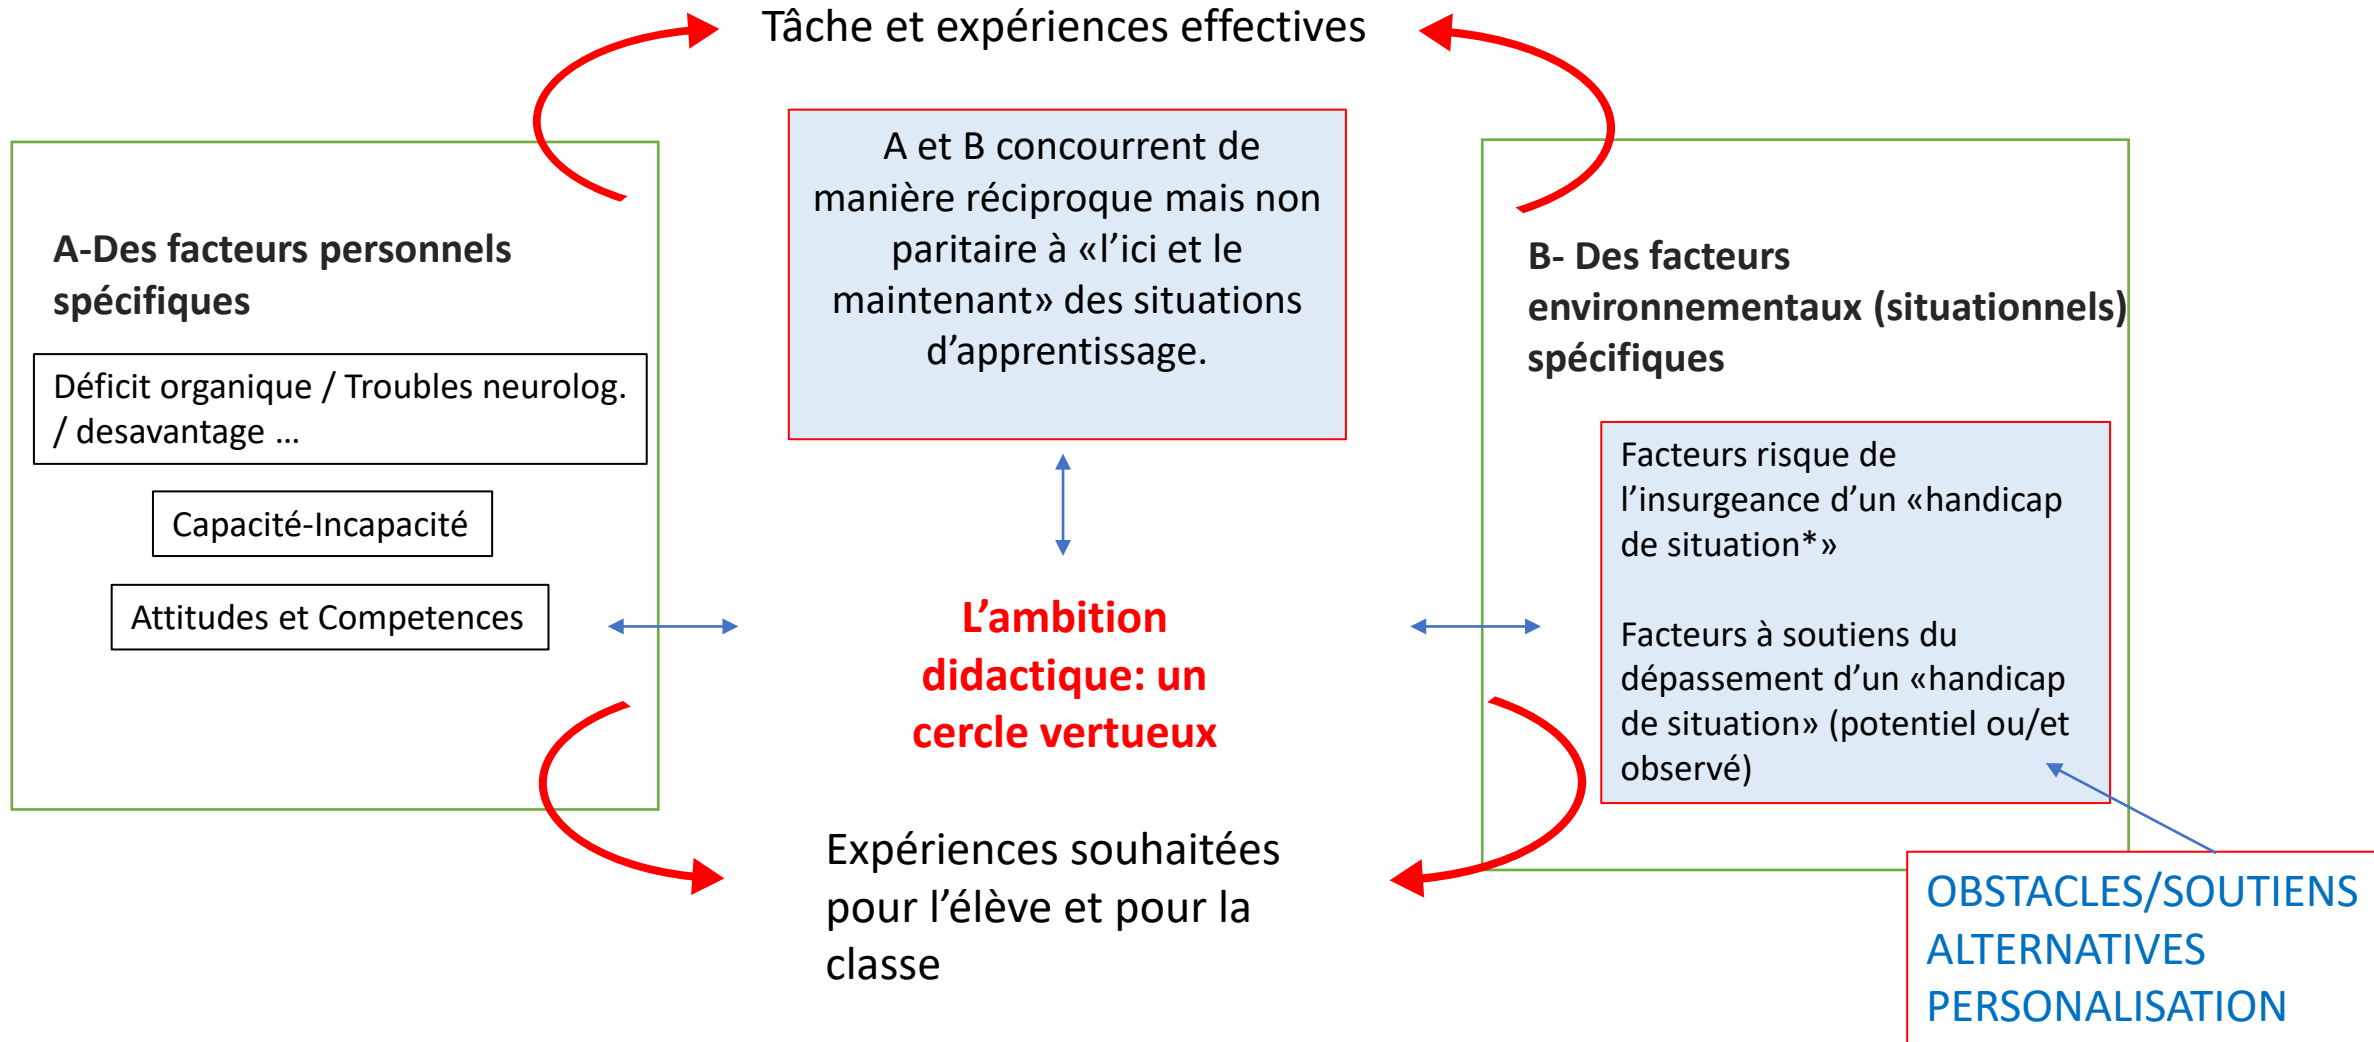 Tâche et expériences effectives
A-Des facteurs personnels
spécifiques
Déficit organique / Troubles neurolog.
/ desavantage ...
Capacité-Incapacité
Attitudes et Competences
A et B concourrent de
manière réciproque mais non
paritaire à «l’ici et le
maintenant» des situations
d’apprentissage.
L’ambition
didactique: un
cercle vertueux
Expériences souhaitées
pour l’élève et pour la
classe
B- Des facteurs
environnementaux (situationnels)
spécifiques
Facteurs risque de
l’insurgeance d’un «handicap
de situation*»
Facteurs à soutiens du
dépassement d’un «handicap
de situation» (potentiel ou/et
observé)
OBSTACLES/SOUTIENS
ALTERNATIVES
PERSONALISATION